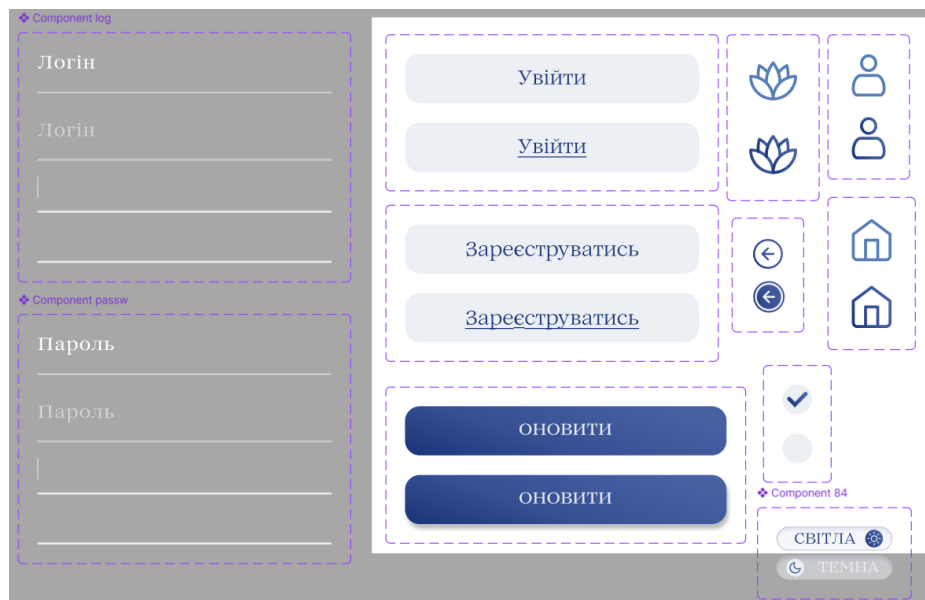 Component log
Логін
Логін
Component passw
Пароль
Пароль
Увійти
Увійти
Зареєструватись
Зареєструватись
ОНОВИТИ
ОНОВИТИ
Component 84
СВІТЛА
ТЕМНА